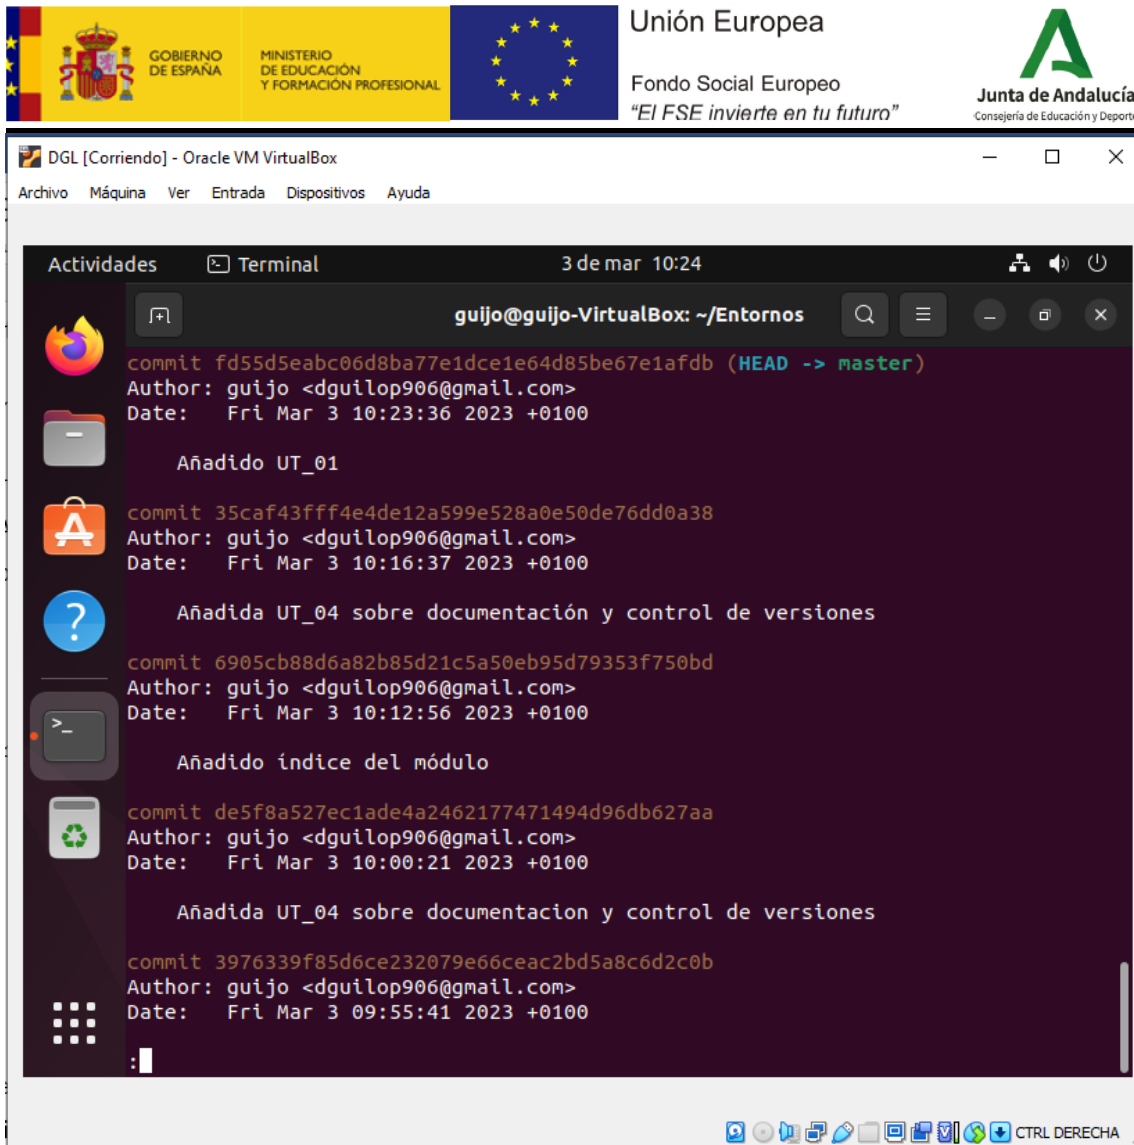 GOBIERNO
DE ESPAÑA
MINISTERIO
DE EDUCACIÓN
Y FORMACIÓN PROFESIONAL
Unión Europea
Fondo Social Europeo
“El FSE invierte en tu futuro”
Junta de Andalucía
Consejería de Educación y Deporte
DGL [Corriendo] - Oracle VM VirtualBox
Archivo Máquina Ver Entrada Dispositivos Ayuda
Actividades Terminal 3 de mar 10:24
guijo@guijo-VirtualBox: ~/Entornos
commit fd55d5eabc06d8ba77e1dce1e64d85be67e1afdb (HEAD -> master)
Author: guijo <dguilop906@gmail.com>
Date:   Fri Mar 3 10:23:36 2023 +0100
Añadido UT_01
commit 35caf43fff4e4de12a599e528a0e50de76dd0a38
Author: guijo <dguilop906@gmail.com>
Date:   Fri Mar 3 10:16:37 2023 +0100
Añadida UT_04 sobre documentación y control de versiones
commit 6905cb88d6a82b85d21c5a50eb95d79353f750bd
Author: guijo <dguilop906@gmail.com>
Date:   Fri Mar 3 10:12:56 2023 +0100
Añadido índice del módulo
commit de5f8a527ec1ade4a2462177471494d96db627aa
Author: guijo <dguilop906@gmail.com>
Date:   Fri Mar 3 10:00:21 2023 +0100
Añadida UT_04 sobre documentacion y control de versiones
commit 3976339f85d6ce232079e66ceac2bd5a8c6d2c0b
Author: guijo <dguilop906@gmail.com>
Date:   Fri Mar 3 09:55:41 2023 +0100
:
CTRL DERECHA